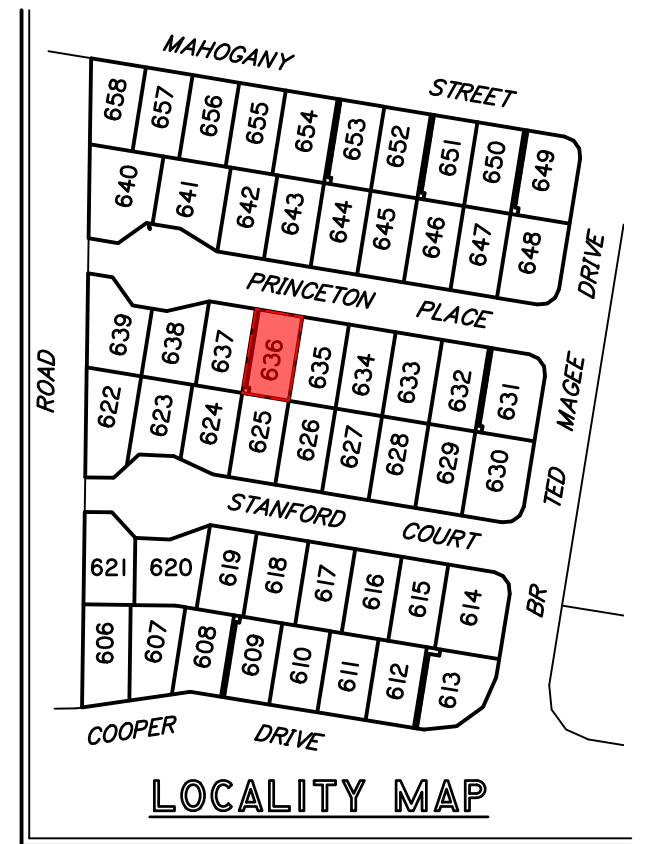 MAHOGANY STREET
658 657 656 655 654 653 652 651 650 649
640 641 642 643 644 645 646 647 648
DRIVE
PRINCETON PLACE
639 638 637 636 635 634 633 632 631
ROAD
MAGEE
622 623 624 625 626 627 628 629 630
TED
STANFORD COURT
621 620 619 618 617 616 615 614
BR
606 607 608 609 610 611 612 613
COOPER DRIVE
LOCALITY MAP